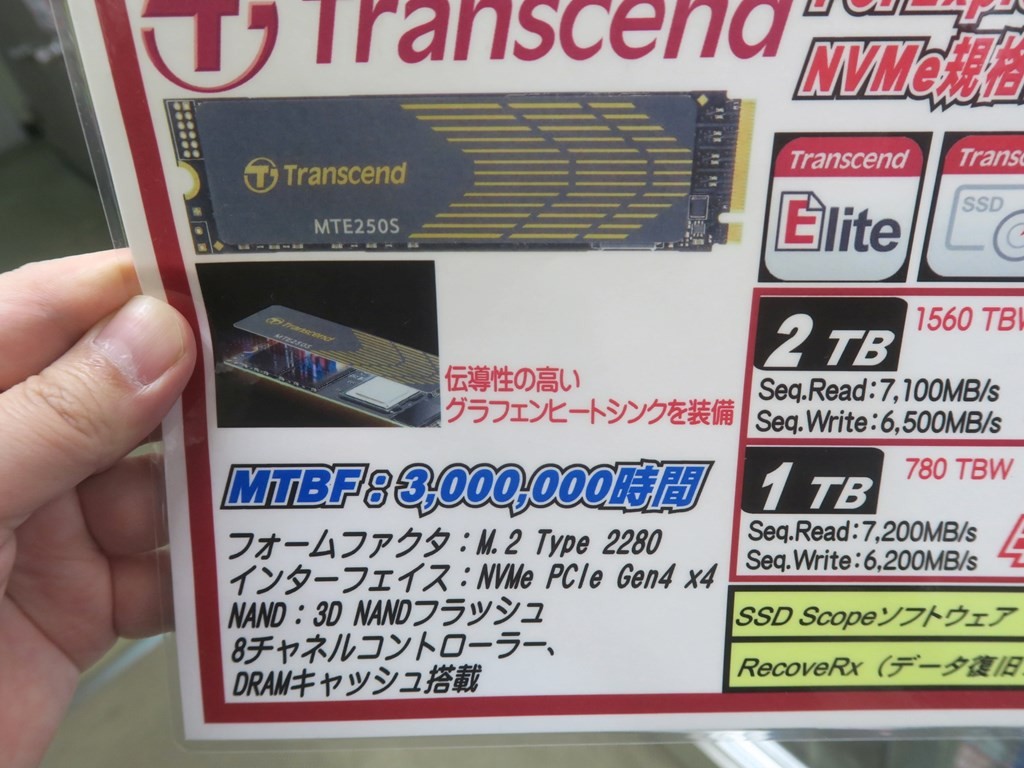 Transcend
NVMe規格
Transcend
MTE250S
Transcend
Elite
SSD
Transcend
MTE250S
伝導性の高い
グラフェンヒートシンクを装備
2 TB
1560 TBW
Seq.Read:7,100MB/s
Seq.Write:6,500MB/s
1 TB
780 TBW
Seq.Read:7,200MB/s
Seq.Write:6,200MB/s
MTBF:3,000,000時間
フォームファクタ:M.2 Type 2280
インターフェイス:NVMe PCIe Gen4 x4
NAND:3D NANDフラッシュ
8チャネルコントローラー、
DRAMキャッシュ搭載
SSD Scopeソフトウェア
RecoveRx (データ復旧